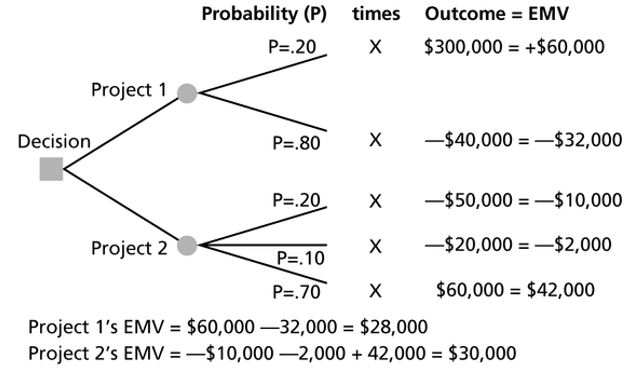 Probability (P) times Outcome = EMV
P=.20 X $300,000 = +$60,000
Project 1
Decision
P=.80 X —$40,000 = —$32,000
P=.20 X —$50,000 = —$10,000
Project 2
P=.10 X —$20,000 = —$2,000
P=.70 X $60,000 = $42,000
Project 1's EMV = $60,000 —32,000 = $28,000
Project 2's EMV = —$10,000 —2,000 + 42,000 = $30,000